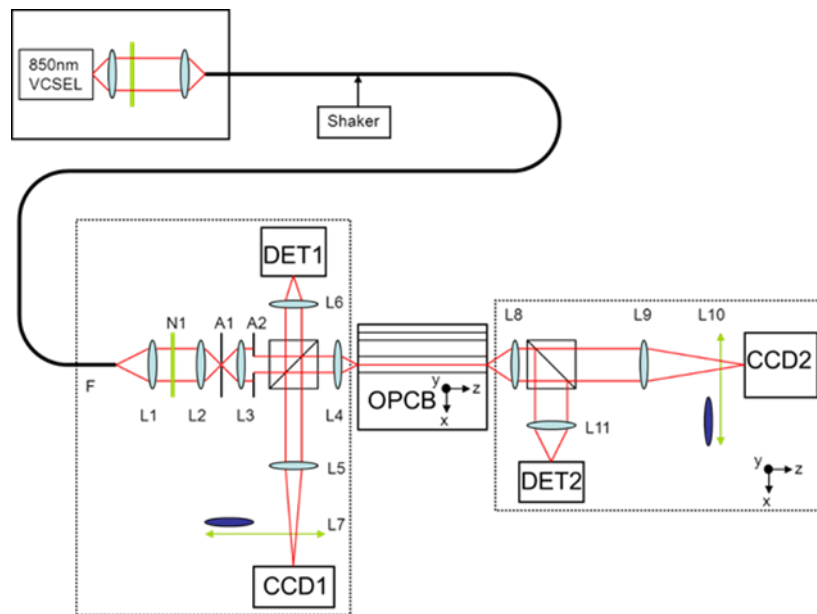 850nm
VCSEL
Shaker
DET1
L6
N1
A1
A2
F
L1
L2
L3
L4
OPCB
y
z
x
L5
L7
CCD1
L8
L9
L10
CCD2
L11
DET2
y
z
x